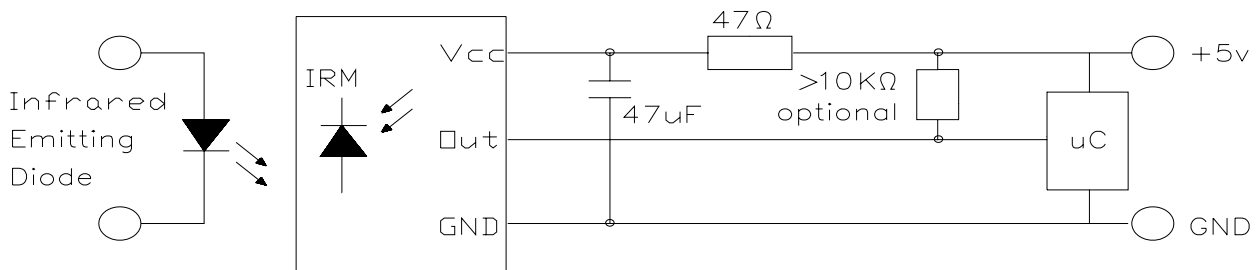 Infrared
Emitting
Diode
IRM
Vcc
Out
GND
47uF
47Ω
>10KΩ
optional
uC
+5v
GND